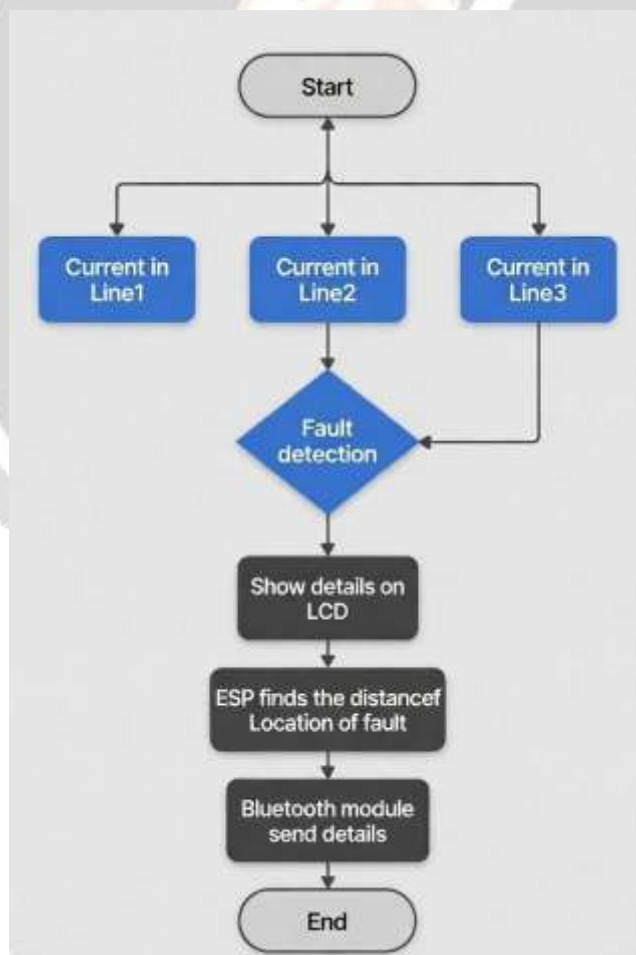 Start
Current in
Line1
Current in
Line2
Current in
Line3
Fault
detection
Show details on
LCD
ESP finds the distancef
Location of fault
Bluetooth module
send details
End